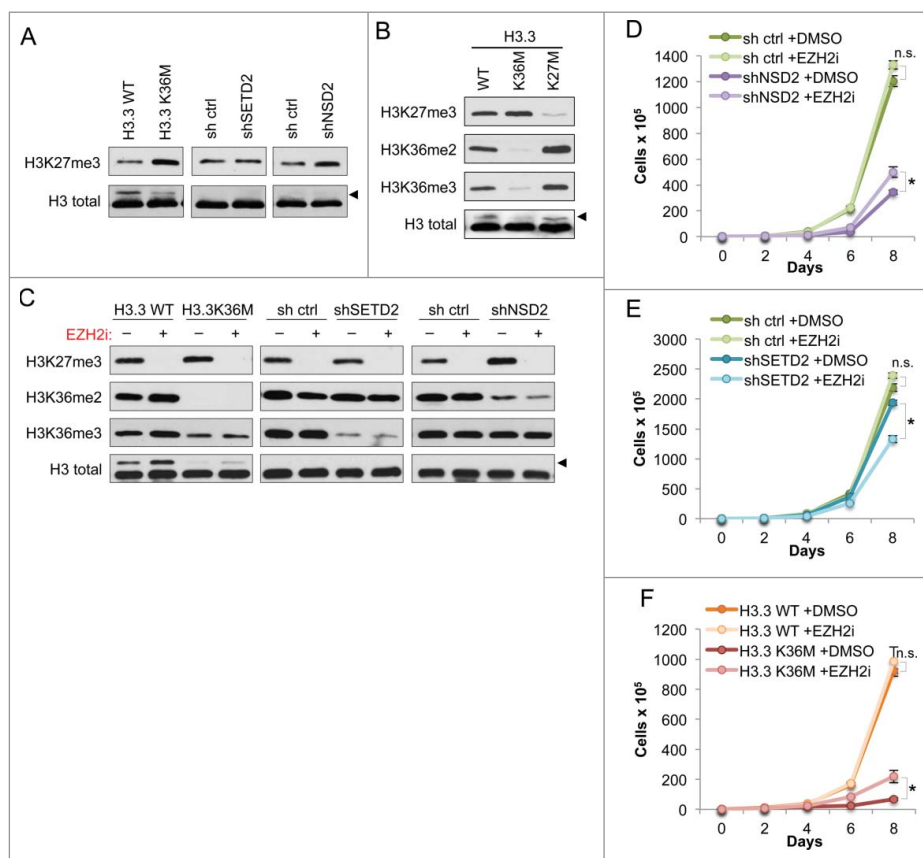 A
H3.3 WT
H3.3 K36M
sh ctrl
shSETD2
sh ctrl
shNSD2
H3K27me3
H3 total
B
H3.3
WT
K36M
K27M
H3K27me3
H3K36me2
H3K36me3
H3 total
C
H3.3 WT H3.3K36M sh ctrl shSETD2 sh ctrl shNSD2
EZH2i: – + – + – + – + – + – +
H3K27me3
H3K36me2
H3K36me3
H3 total
D
sh ctrl +DMSO
sh ctrl +EZH2i
shNSD2 +DMSO
shNSD2 +EZH2i
n.s.
*
Cells x 10⁵
1400
1200
1000
800
600
400
200
0
0 2 4 6 8
Days
E
sh ctrl +DMSO
sh ctrl +EZH2i
shSETD2 +DMSO
shSETD2 +EZH2i
n.s.
*
Cells x 10⁵
3000
2500
2000
1500
1000
500
0
0 2 4 6 8
Days
F
H3.3 WT +DMSO
H3.3 WT +EZH2i
H3.3 K36M +DMSO
H3.3 K36M +EZH2i
n.s.
*
Cells x 10⁵
1200
1000
800
600
400
200
0
0 2 4 6 8
Days